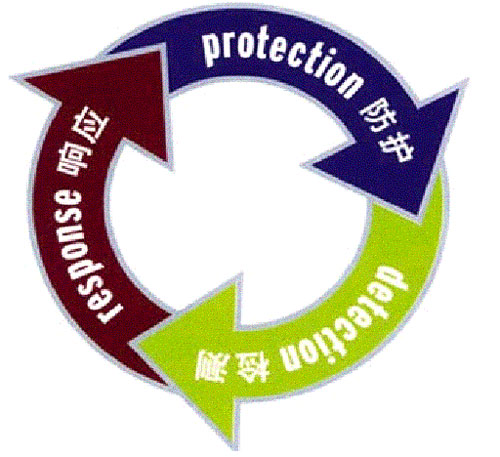 protection 防护
detection 检测
response 响应